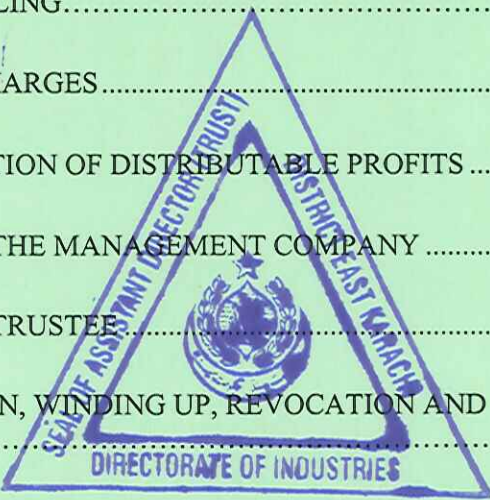 CING...................................................
HARGES...................................................
TION OF DISTRIBUTABLE PROFITS ...
THE MANAGEMENT COMPANY ..........
TRUSTEE...................................................
N, WINDING UP, REVOCATION AND
...................................................
SEAL OF ASSISTANT DIRECTOR (TRUST)
DISTRICT EAST KARACHI
DIRECTORATE OF INDUSTRIES